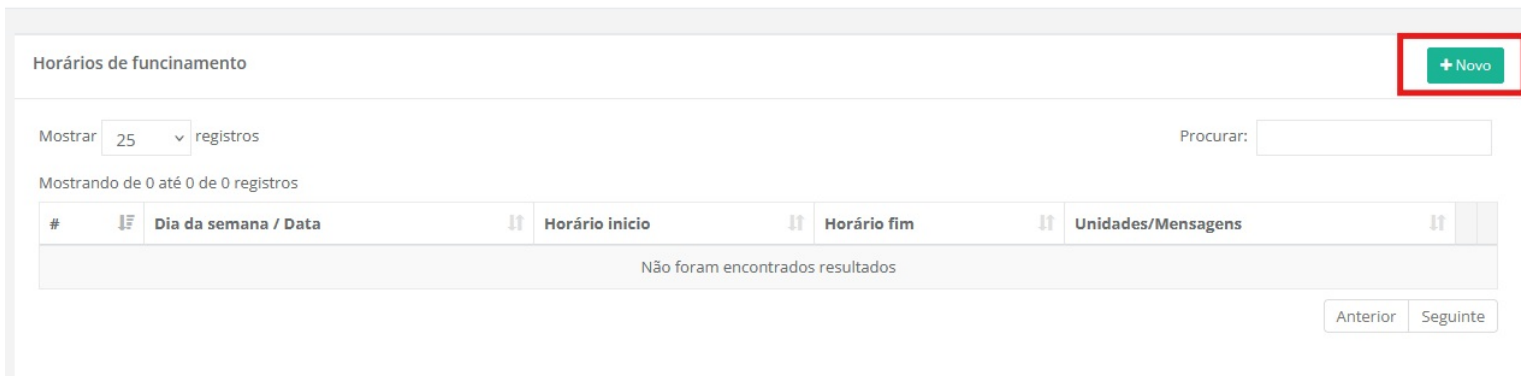 Horários de funcinamento
+ Novo
Mostrar 25 registros
Procurar:
Mostrando de 0 até 0 de 0 registros
# Dia da semana / Data Horário inicio Horário fim Unidades/Mensagens
Não foram encontrados resultados
Anterior Seguinte